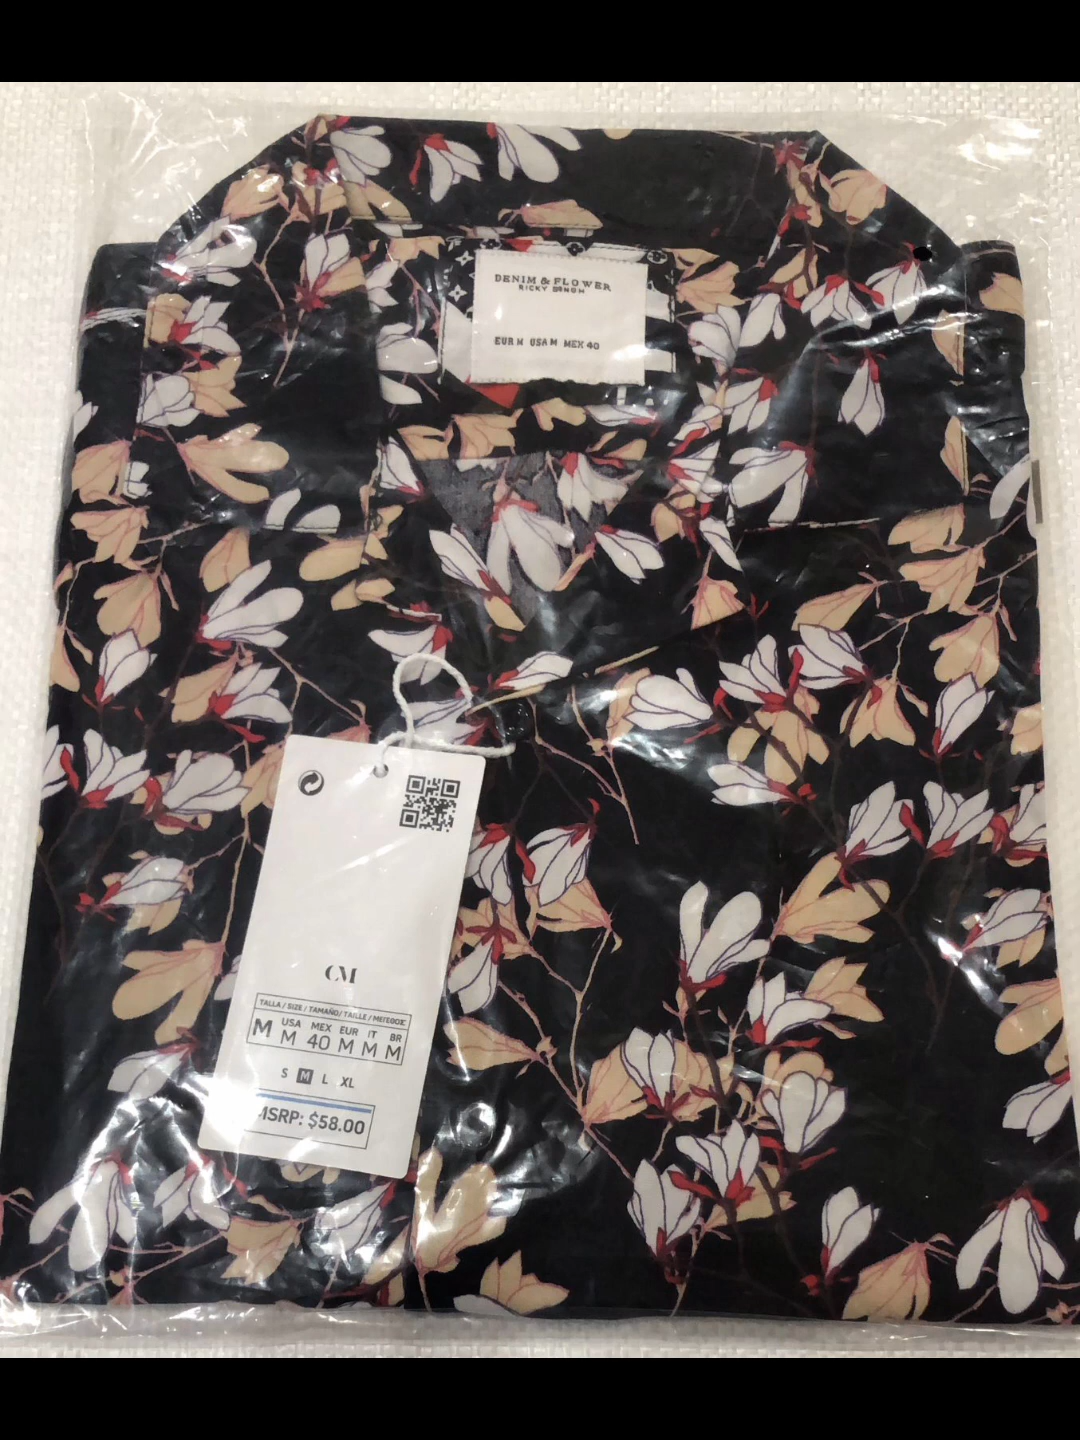 DENIM & FLOWER
RICKY SINGH
EUR M USA M MEX 40
CM
TALLA / SIZE / TAMAÑO / TAILLE /
M USA M MEX 40 EUR M IT M BR M
S M L XL
MSRP: $58.00